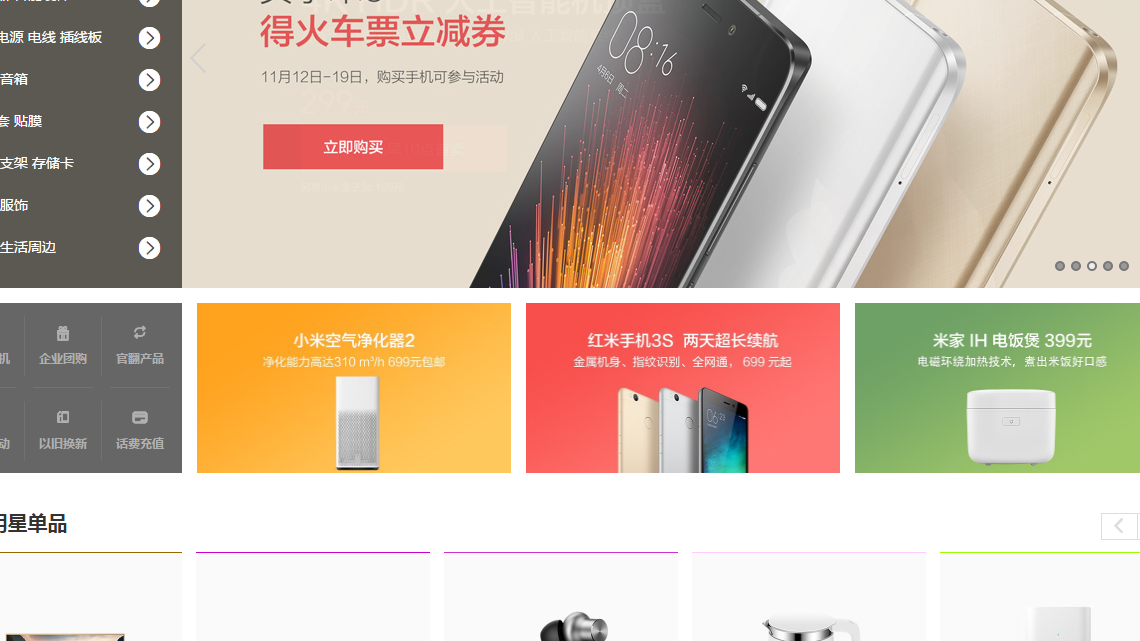 得火车票立减券
11月12日-19日，购买手机可参与活动
立即购买
电源 电线 插线板
音箱
套 贴膜
支架 存储卡
服饰
生活周边
08:16
4月6日 周二
机
企业团购
官翻产品
动
以旧换新
话费充值
小米空气净化器2
净化能力高达310 m³/h 699元包邮
红米手机3S 两天超长续航
金属机身、指纹识别、全网通， 699 元起
米家 IH 电饭煲 399元
电磁环绕加热技术，煮出米饭好口感
明星单品